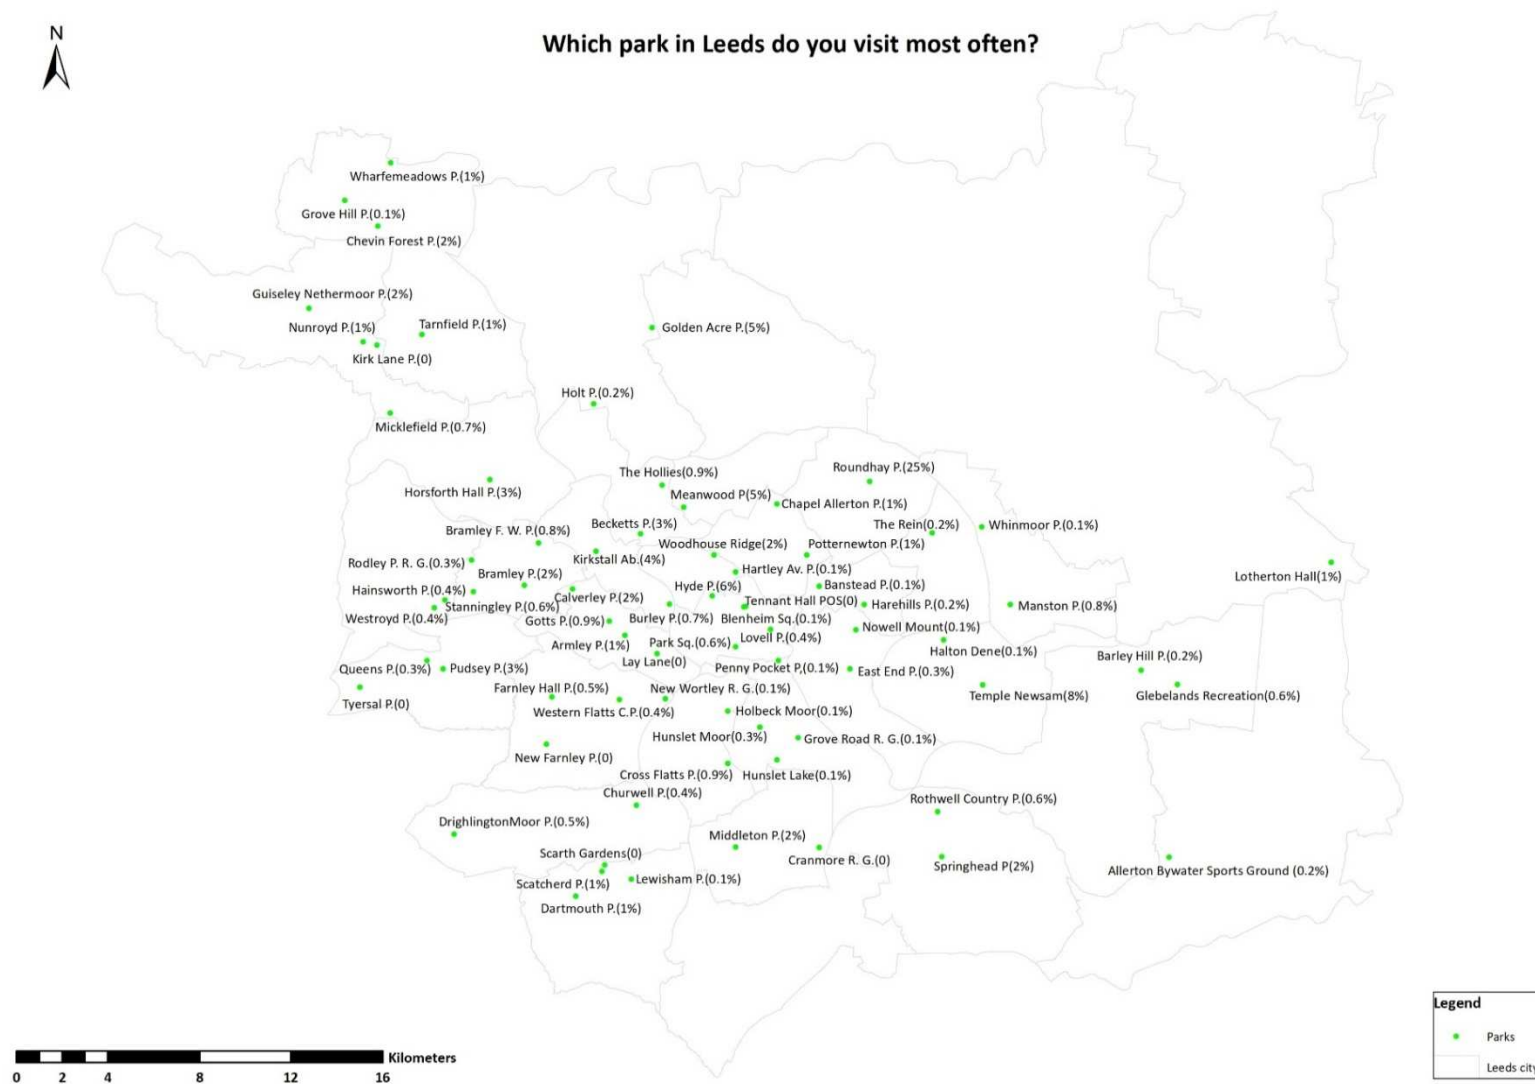 N
Which park in Leeds do you visit most often?
Wharfemeadows P.(1%)
Grove Hill P.(0.1%)
Chevin Forest P.(2%)
Guiseley Nethermoor P.(2%)
Nunroyd P.(1%)
Tarnfield P.(1%)
Kirk Lane P.(0)
Golden Acre P.(5%)
Holt P.(0.2%)
Micklefield P.(0.7%)
Roundhay P.(25%)
The Hollies(0.9%)
Horsforth Hall P.(3%)
Meanwood P(5%)
Chapel Allerton P.(1%)
Becketts P.(3%)
The Rein(0.2%)
Whinmoor P.(0.1%)
Bramley F. W. P.(0.8%)
Woodhouse Ridge(2%)
Potternewton P.(1%)
Kirkstall Ab.(4%)
Rodley P. R. G.(0.3%)
Hartley Av. P.(0.1%)
Bramley P.(2%)
Lotherton Hall(1%)
Hyde P.(6%)
Banstead P.(0.1%)
Hainsworth P.(0.4%)
Calverley P.(2%)
Tennant Hall POS(0)
Harehills P.(0.2%)
Manston P.(0.8%)
Stanningley P.(0.6%)
Westroyd P.(0.4%)
Gotts P.(0.9%)
Burley P.(0.7%)
Blenheim Sq.(0.1%)
Nowell Mount(0.1%)
Lovell P.(0.4%)
Armley P.(1%)
Park Sq.(0.6%)
Halton Dene(0.1%)
Barley Hill P.(0.2%)
Lay Lane(0)
Queens P.(0.3%)
Pudsey P.(3%)
Penny Pocket P.(0.1%)
East End P.(0.3%)
Farnley Hall P.(0.5%)
New Wortley R. G.(0.1%)
Temple Newsam(8%)
Glebelands Recreation(0.6%)
Tyersal P.(0)
Western Flatts C.P.(0.4%)
Holbeck Moor(0.1%)
Hunslet Moor(0.3%)
Grove Road R. G.(0.1%)
New Farnley P.(0)
Cross Flatts P.(0.9%)
Hunslet Lake(0.1%)
Churwell P.(0.4%)
Rothwell Country P.(0.6%)
DrighlingtonMoor P.(0.5%)
Middleton P.(2%)
Scarth Gardens(0)
Cranmore R. G.(0)
Springhead P(2%)
Allerton Bywater Sports Ground (0.2%)
Scatcherd P.(1%)
Lewisham P.(0.1%)
Dartmouth P.(1%)
Legend
Parks
Leeds city
Kilometers
0 2 4 8 12 16